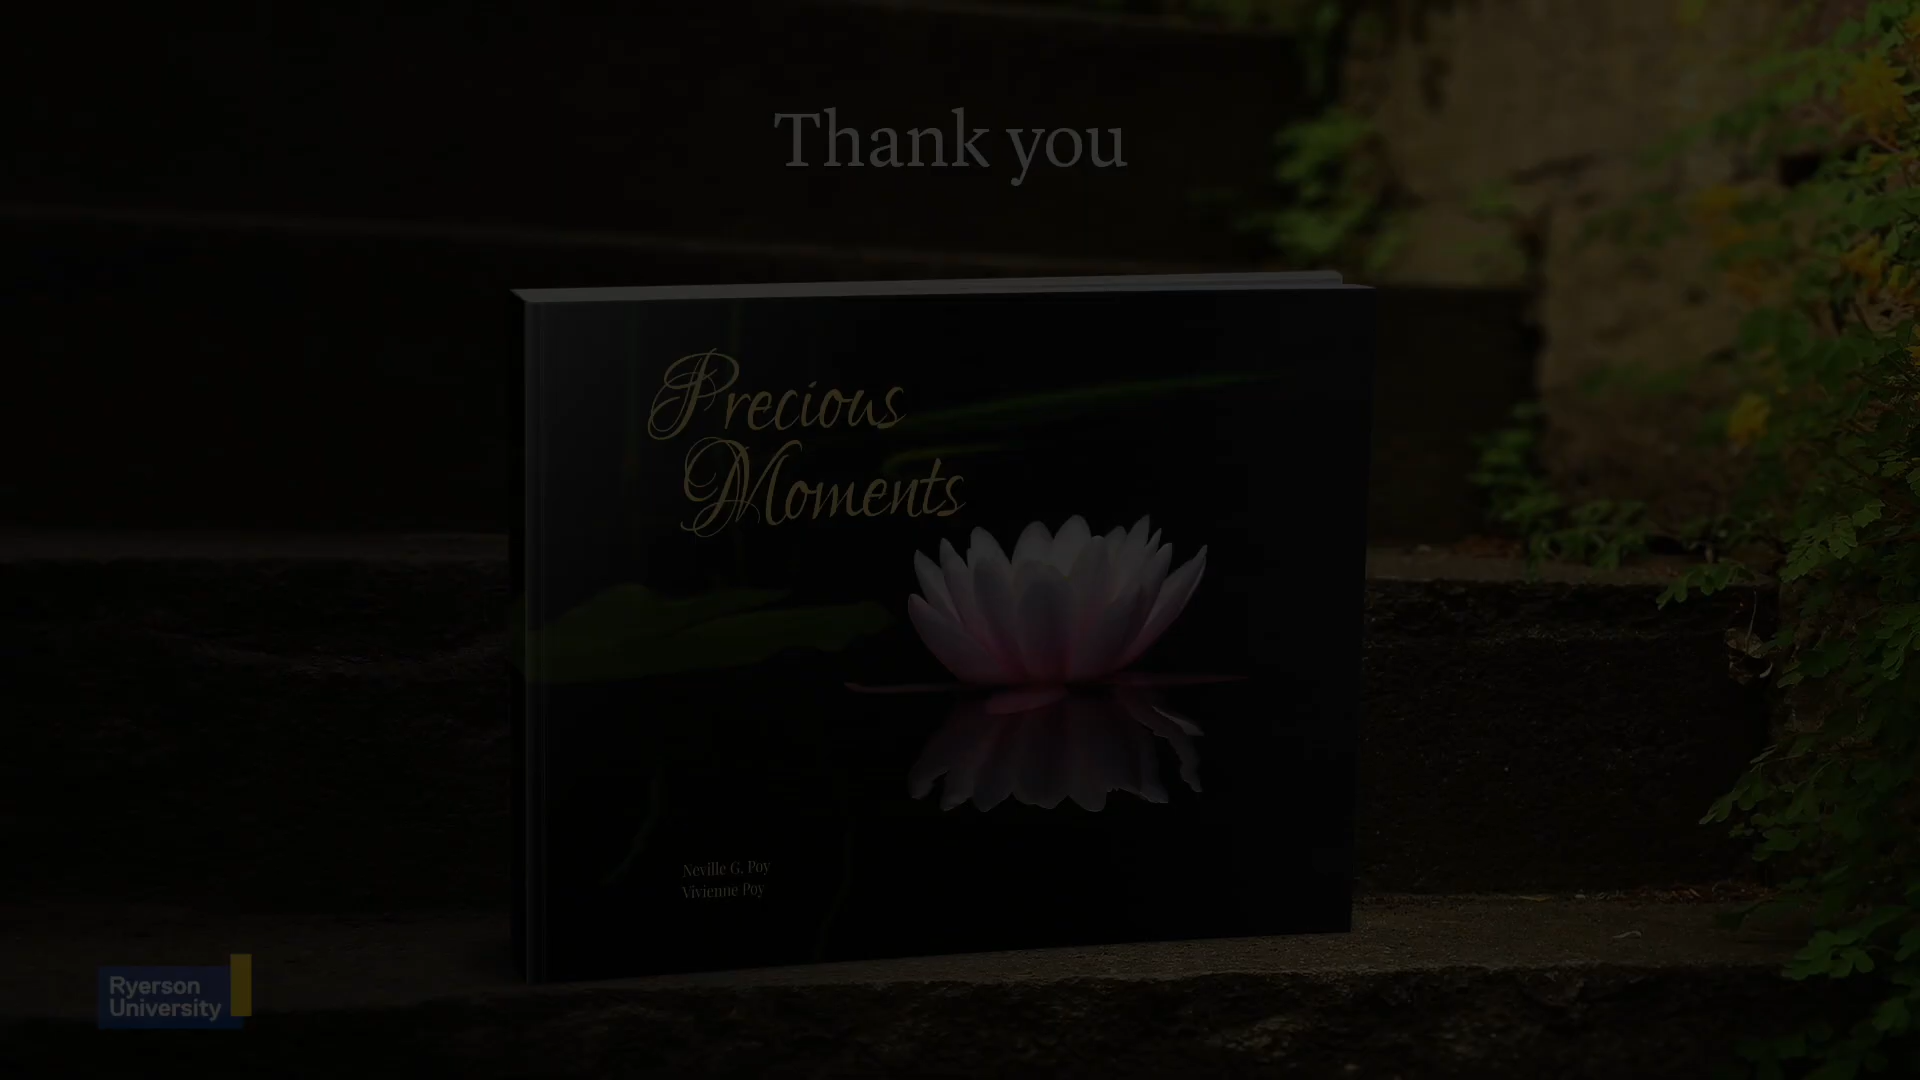 Thank you
Precious
Moments
Neville G. Poy
Vivienne Poy
Ryerson
University